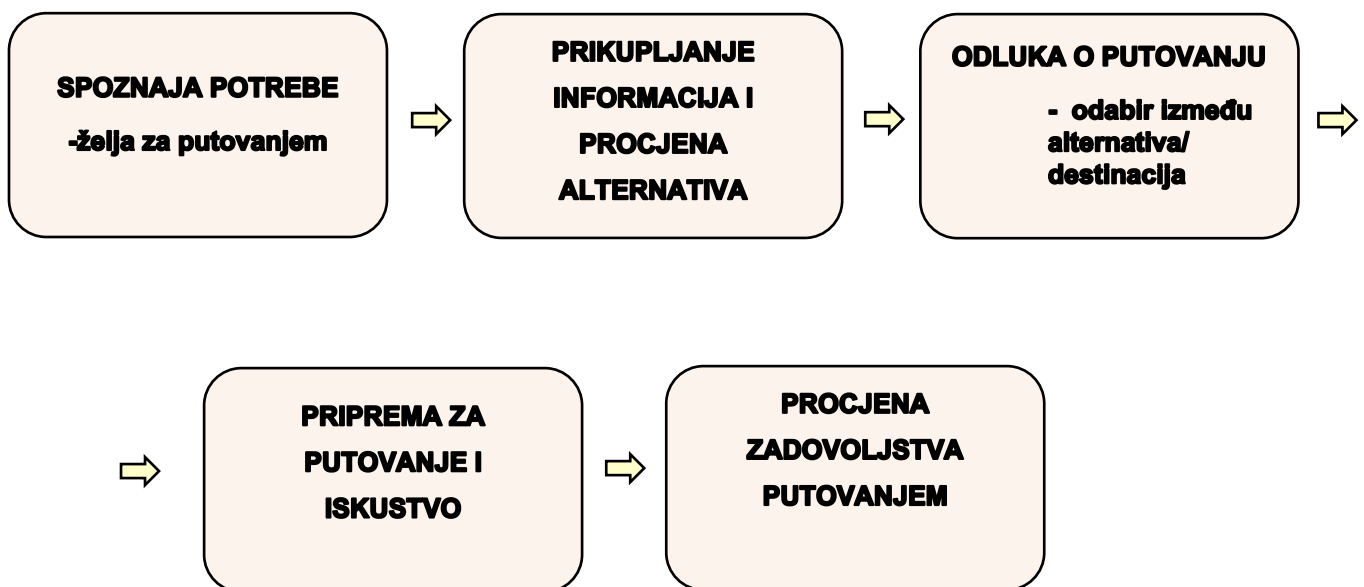 SPOZNAJA POTREBE
-želja za putovanjem
PRIKUPLJANJE
INFORMACIJA I
PROCJENA
ALTERNATIVA
ODLUKA O PUTOVANJU
- odabir između
alternativa/
destinacija
PRIPREMA ZA
PUTOVANJE I
ISKUSTVO
PROCJENA
ZADOVOLJSTVA
PUTOVANJEM